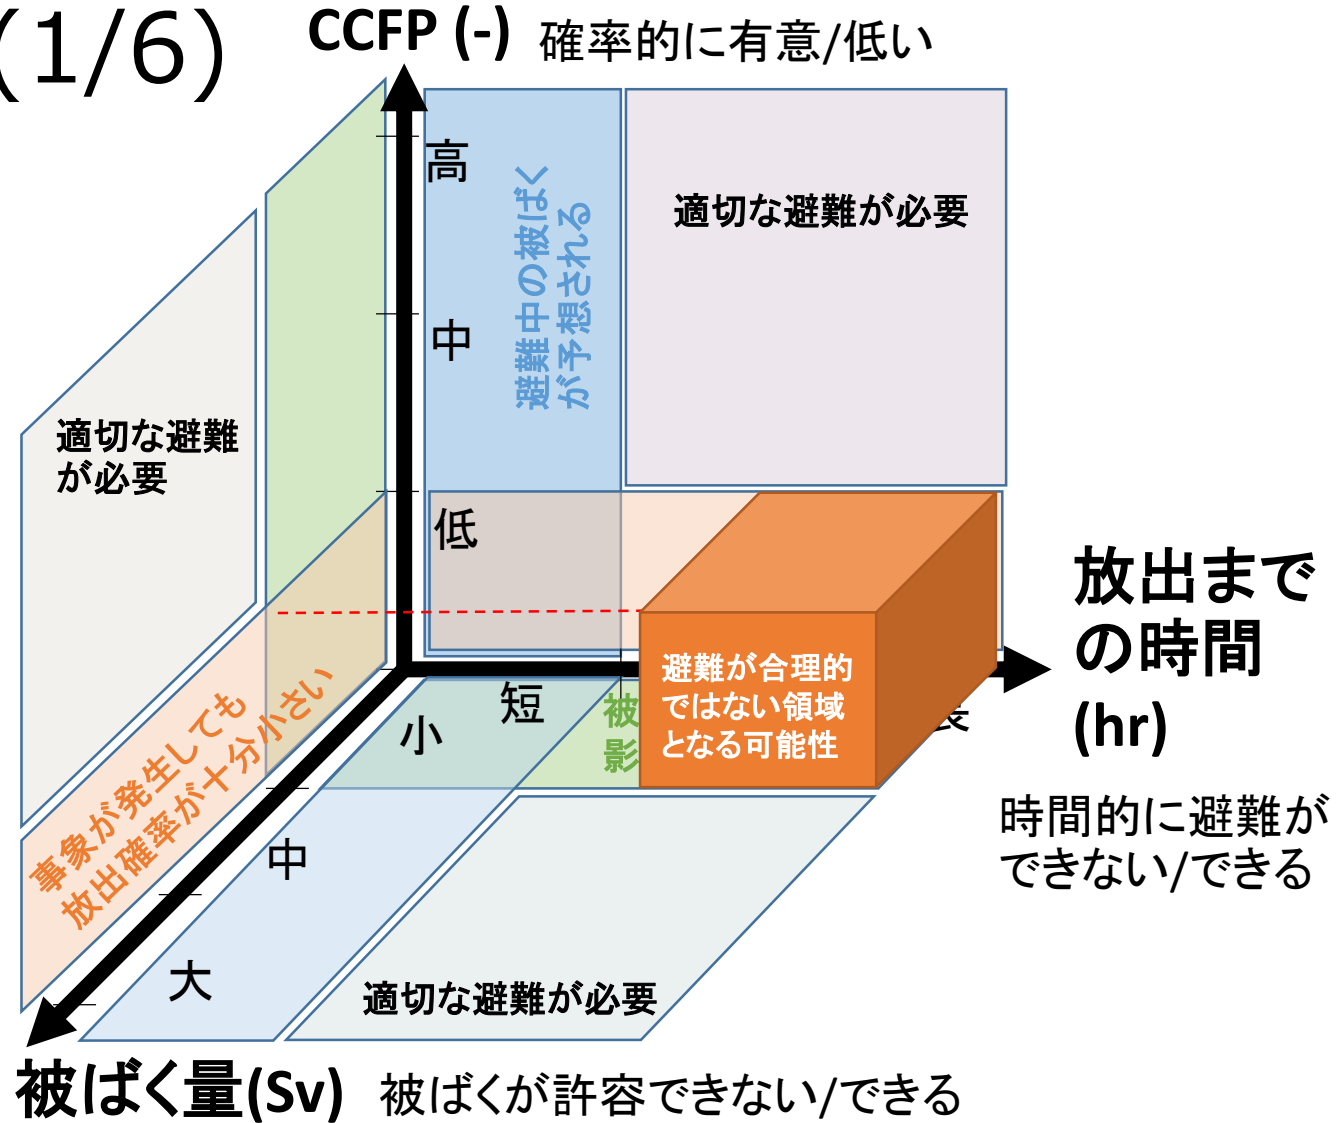 (1/6)
CCFP (-) 確率的に有意/低い
高
中
低
避難中の被ばく
が予想される
適切な避難が必要
適切な避難
が必要
事象が発生しても
放出確率が十分小さい
放出まで
の時間
(hr)
時間的に避難が
できない/できる
避難が合理的
ではない領域
となる可能性
短
被
影
小
中
大
適切な避難が必要
被ばく量(Sv) 被ばくが許容できない/できる